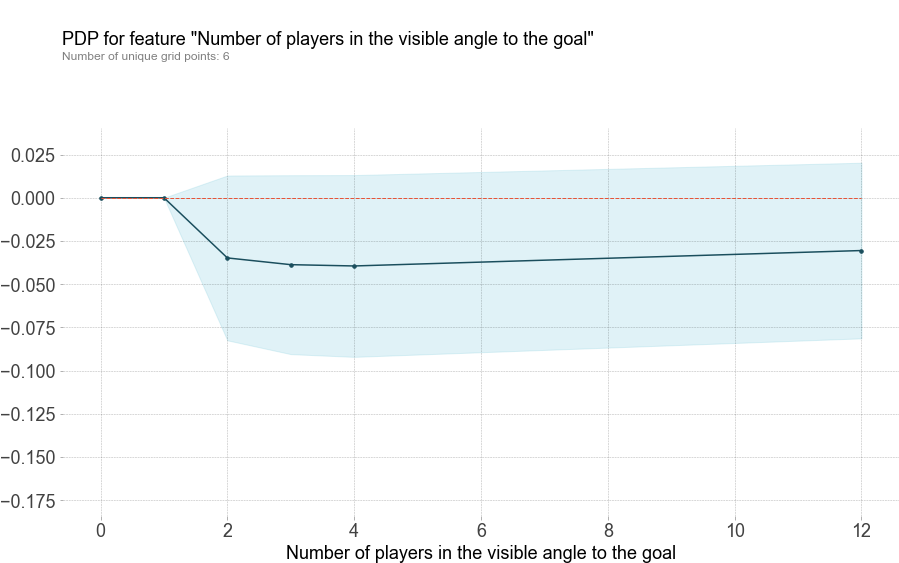 PDP for feature "Number of players in the visible angle to the goal"
Number of unique grid points: 6
0.025
0.000
−0.025
−0.050
−0.075
−0.100
−0.125
−0.150
−0.175
0 2 4 6 8 10 12
Number of players in the visible angle to the goal